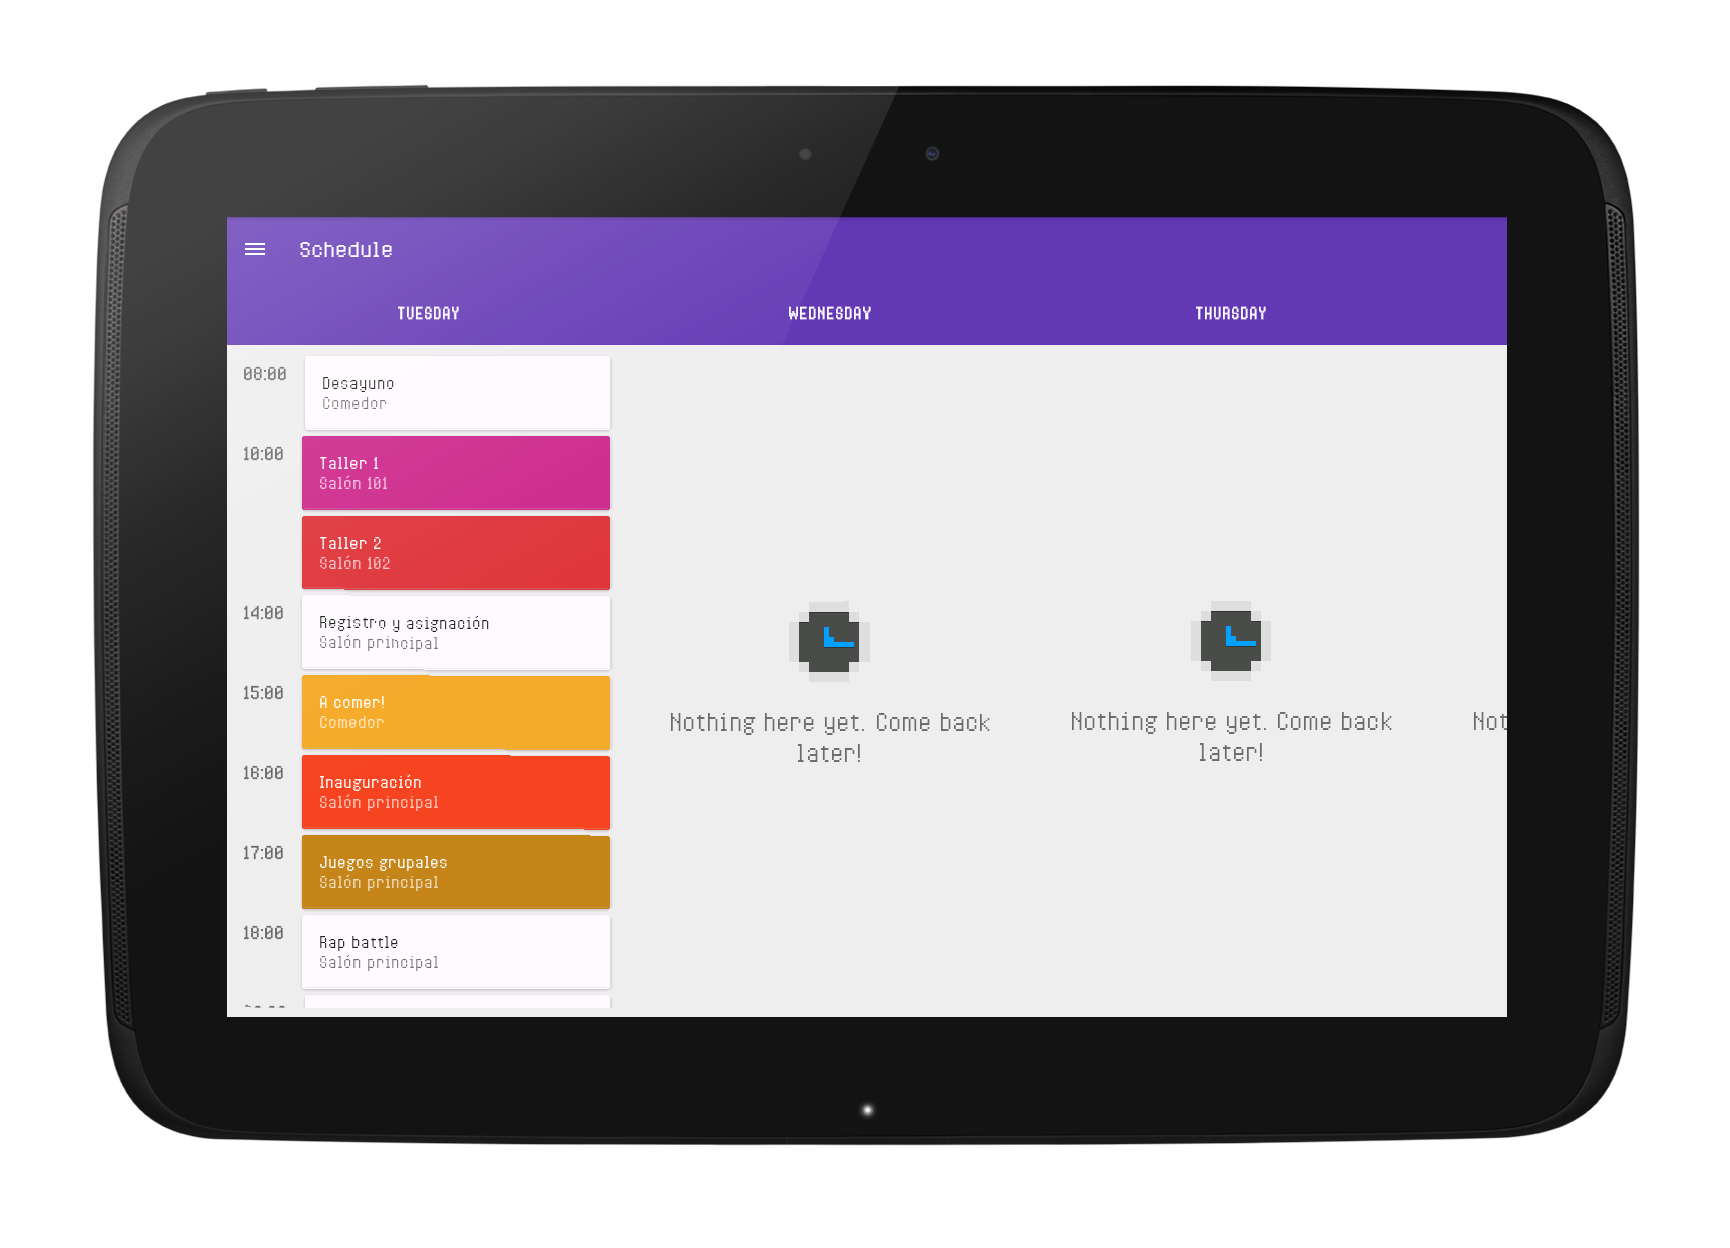 Schedule
TUESDAY
WEDNESDAY
THURSDAY
08:00
Desayuno
Comedor
10:00
Taller 1
Salón 101
Taller 2
Salón 102
14:00
Registro y asignación
Salón principal
15:00
A comer!
Comedor
16:00
Inauguración
Salón principal
17:00
Juegos grupales
Salón principal
18:00
Rap battle
Salón principal
Nothing here yet. Come back
later!
Nothing here yet. Come back
later!